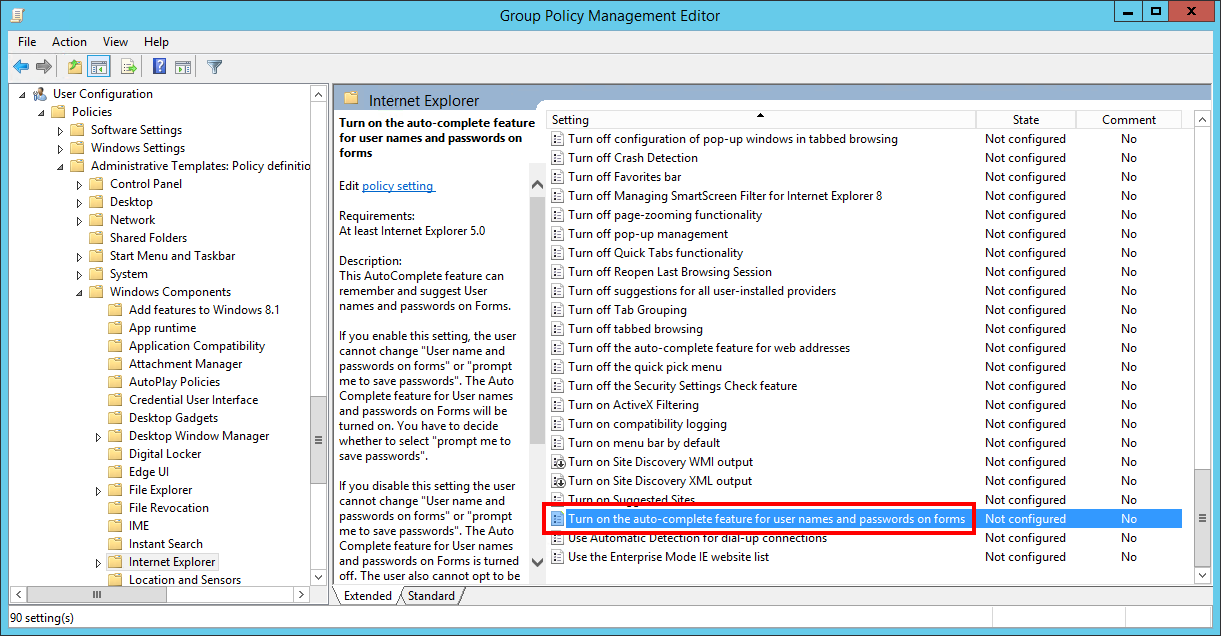 Group Policy Management Editor
File Action View Help
User Configuration
Policies
Software Settings
Windows Settings
Administrative Templates: Policy definitio
Control Panel
Desktop
Network
Shared Folders
Start Menu and Taskbar
System
Windows Components
Add features to Windows 8.1
App runtime
Application Compatibility
Attachment Manager
AutoPlay Policies
Credential User Interface
Desktop Gadgets
Desktop Window Manager
Digital Locker
Edge UI
File Explorer
File Revocation
IME
Instant Search
Internet Explorer
Location and Sensors
Internet Explorer
Turn on the auto-complete feature
for user names and passwords on
forms
Edit policy setting
Requirements:
At least Internet Explorer 5.0
Description:
This AutoComplete feature can
remember and suggest User
names and passwords on Forms.
If you enable this setting, the user
cannot change "User name and
passwords on forms" or "prompt
me to save passwords". The Auto
Complete feature for User names
and passwords on Forms will be
turned on. You have to decide
whether to select "prompt me to
save passwords".
If you disable this setting the user
cannot change "User name and
passwords on forms" or "prompt
me to save passwords". The Auto
Complete feature for User names
and passwords on Forms is turned
off. The user also cannot opt to be
Setting State Comment
Turn off configuration of pop-up windows in tabbed browsing Not configured No
Turn off Crash Detection Not configured No
Turn off Favorites bar Not configured No
Turn off Managing SmartScreen Filter for Internet Explorer 8 Not configured No
Turn off page-zooming functionality Not configured No
Turn off pop-up management Not configured No
Turn off Quick Tabs functionality Not configured No
Turn off Reopen Last Browsing Session Not configured No
Turn off suggestions for all user-installed providers Not configured No
Turn off Tab Grouping Not configured No
Turn off tabbed browsing Not configured No
Turn off the auto-complete feature for web addresses Not configured No
Turn off the quick pick menu Not configured No
Turn off the Security Settings Check feature Not configured No
Turn on ActiveX Filtering Not configured No
Turn on compatibility logging Not configured No
Turn on menu bar by default Not configured No
Turn on Site Discovery WMI output Not configured No
Turn on Site Discovery XML output Not configured No
Turn on Suggested Sites Not configured No
Turn on the auto-complete feature for user names and passwords on forms Not configured No
Use Automatic Detection for dial-up connections Not configured No
Use the Enterprise Mode IE website list Not configured No
Extended Standard
90 setting(s)